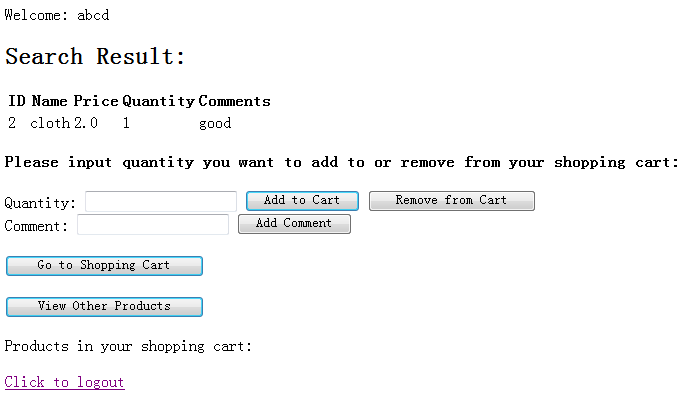 Welcome: abcd
Search Result:
ID Name Price Quantity Comments
2 cloth 2.0 1 good
Please input quantity you want to add to or remove from your shopping cart:
Quantity: Add to Cart Remove from Cart
Comment: Add Comment
Go to Shopping Cart
View Other Products
Products in your shopping cart:
Click to logout